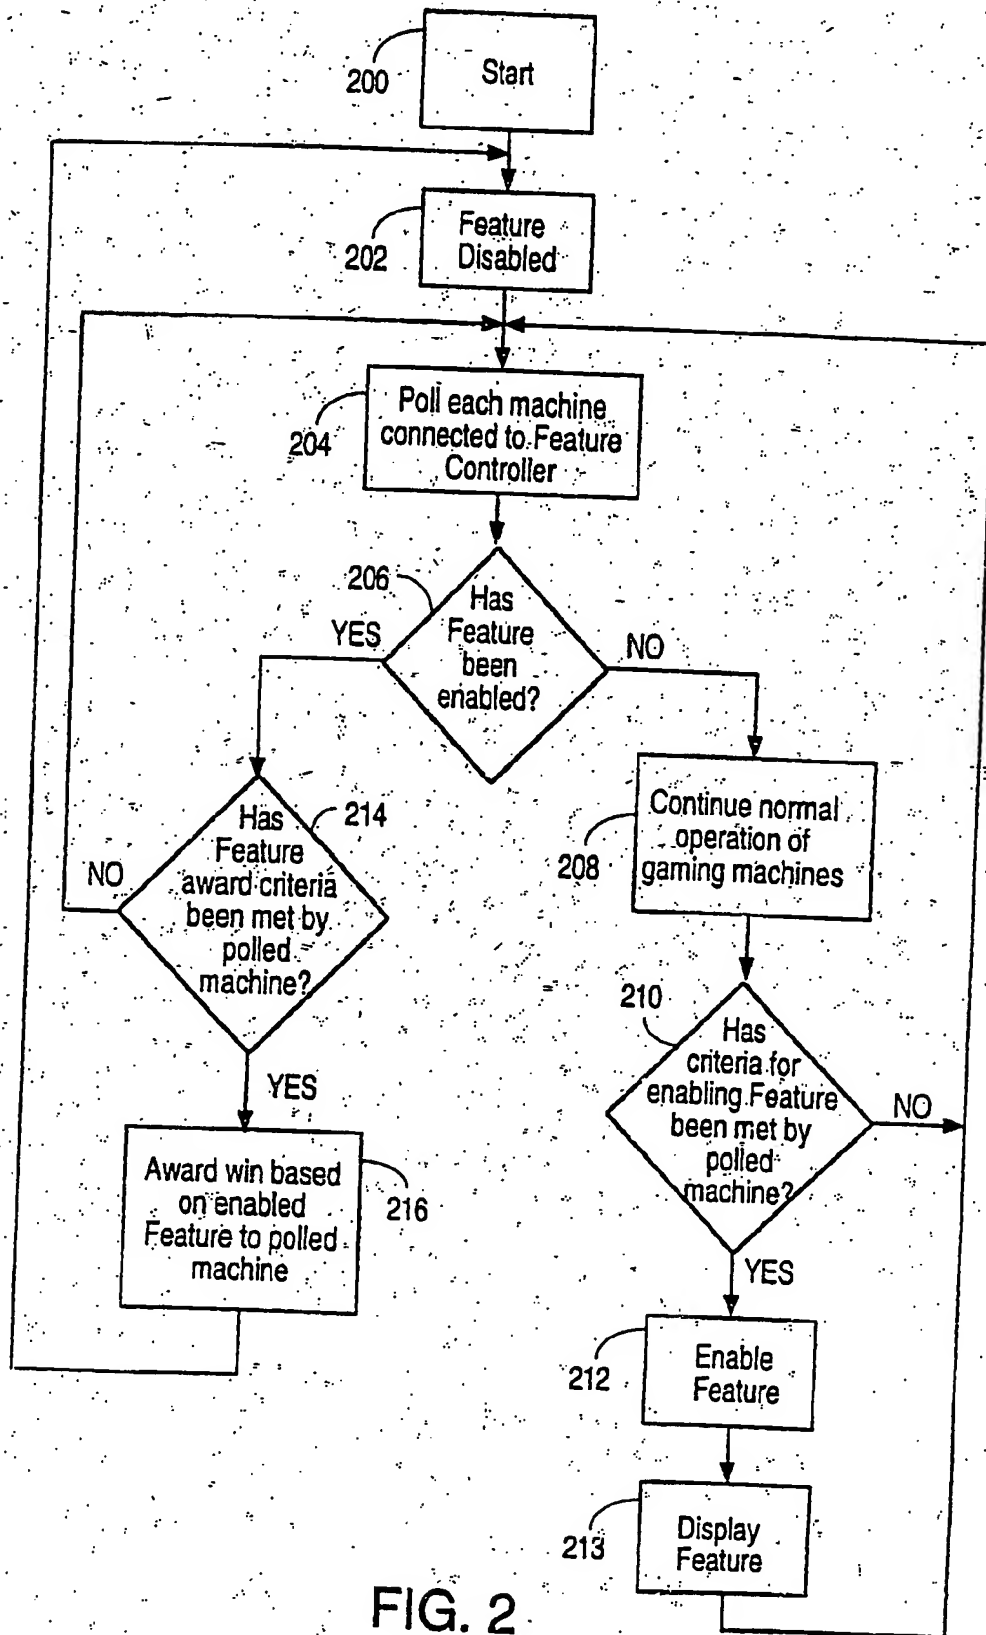 200
Start
202
Feature
Disabled
204
Poll each machine
connected to Feature
Controller
206
Has
Feature
been
enabled?
YES
NO
214
Has
Feature
award criteria
been met by
polled
machine?
NO
YES
208
Continue normal
operation of
gaming machines
210
Has
criteria for
enabling Feature
been met by
polled
machine?
NO
YES
216
Award win based
on enabled
Feature to polled
machine
212
Enable
Feature
213
Display
Feature
FIG. 2